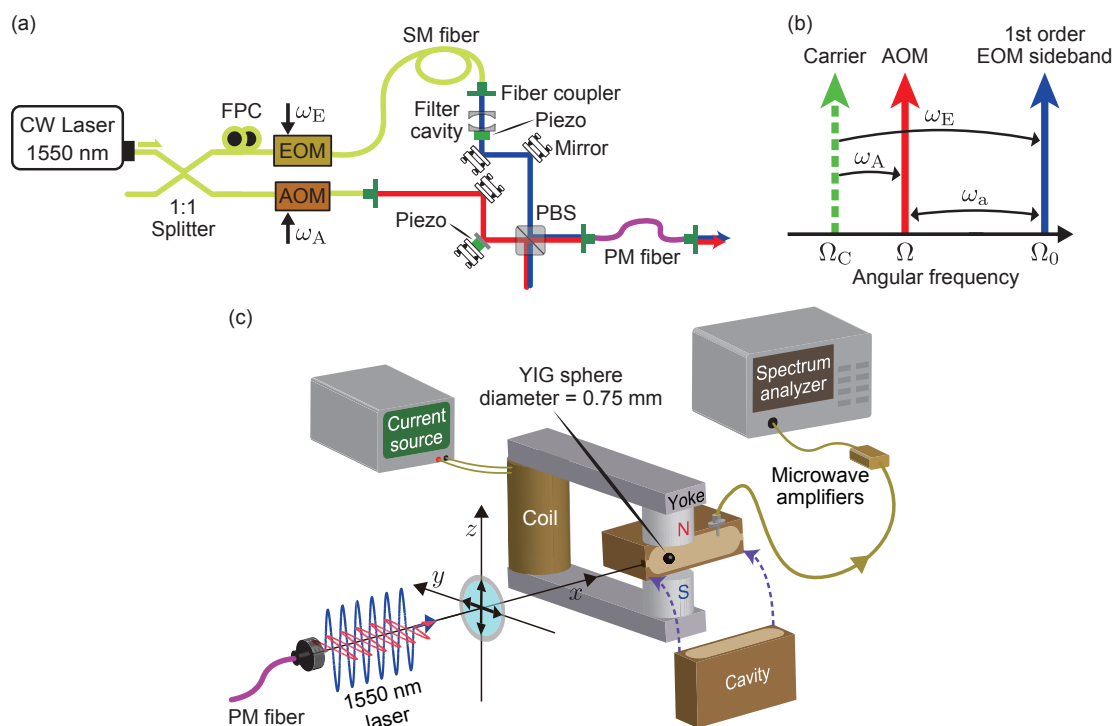 (a)
SM fiber
CW Laser
1550 nm
FPC
ω_E
EOM
Fiber coupler
Filter
cavity
Piezo
Mirror
1:1
Splitter
AOM
ω_A
Piezo
PBS
PM fiber
(b)
Carrier
AOM
1st order
EOM sideband
ω_E
ω_A
ω_a
Ω_C
Ω
Ω_0
Angular frequency
(c)
Current
source
YIG sphere
diameter = 0.75 mm
Spectrum
analyzer
Microwave
amplifiers
Yoke
Coil
N
S
z
y
x
PM fiber
1550 nm
laser
Cavity